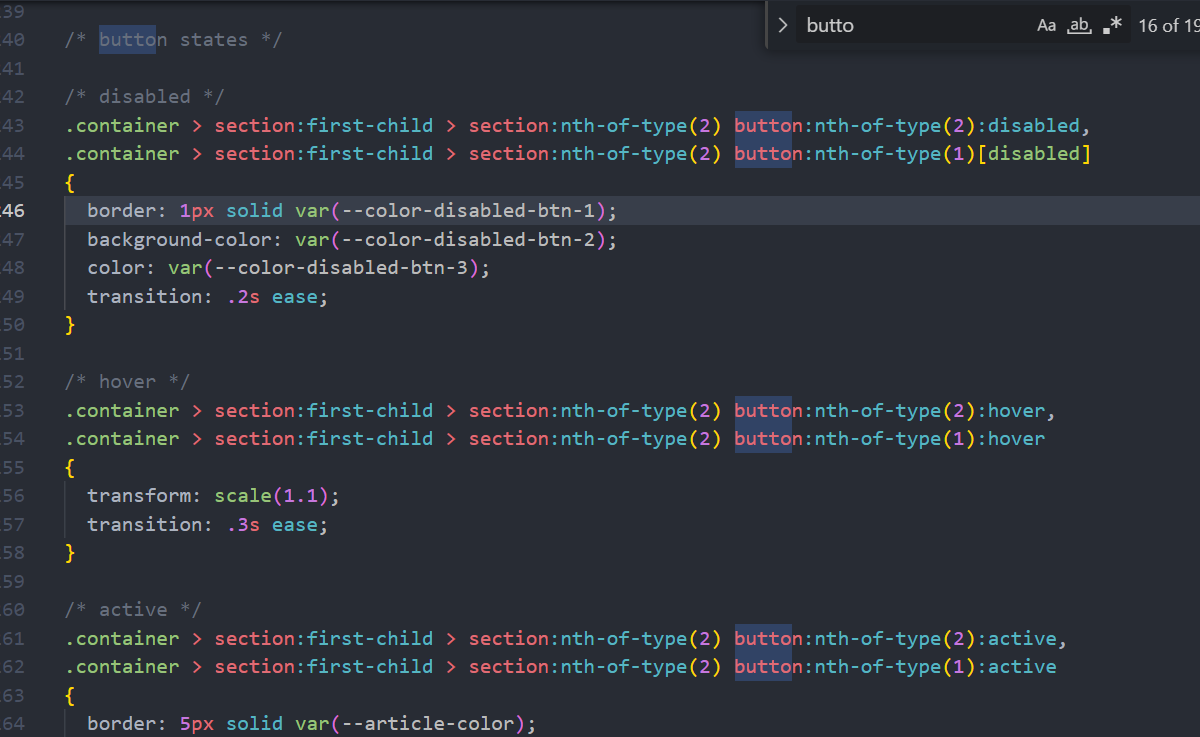 butto Aa ab .* 16 of 19
39
40 /* button states */
41
42 /* disabled */
43 .container > section:first-child > section:nth-of-type(2) button:nth-of-type(2):disabled,
44 .container > section:first-child > section:nth-of-type(2) button:nth-of-type(1)[disabled]
45 {
246 border: 1px solid var(--color-disabled-btn-1);
47 background-color: var(--color-disabled-btn-2);
48 color: var(--color-disabled-btn-3);
49 transition: .2s ease;
50 }
51
52 /* hover */
53 .container > section:first-child > section:nth-of-type(2) button:nth-of-type(2):hover,
54 .container > section:first-child > section:nth-of-type(2) button:nth-of-type(1):hover
55 {
56 transform: scale(1.1);
57 transition: .3s ease;
58 }
59
60 /* active */
61 .container > section:first-child > section:nth-of-type(2) button:nth-of-type(2):active,
62 .container > section:first-child > section:nth-of-type(2) button:nth-of-type(1):active
63 {
64 border: 5px solid var(--article-color);